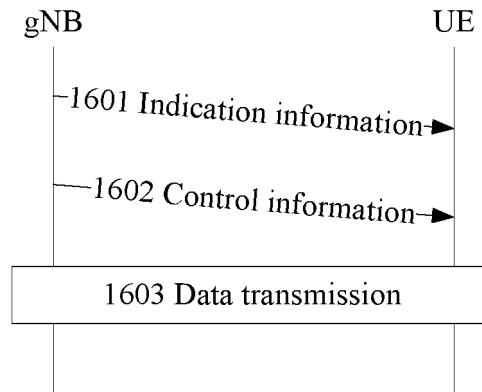 gNB UE
1601 Indication information
1602 Control information
1603 Data transmission